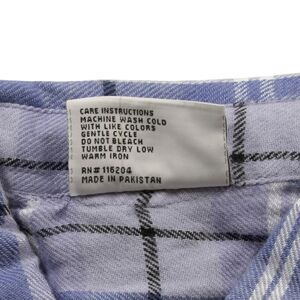 CARE INSTRUCTIONS
MACHINE WASH COLD
WITH LIKE COLORS
GENTLE CYCLE
DO NOT BLEACH
TUMBLE DRY LOW
WARM IRON
RN# 116204
MADE IN PAKISTAN